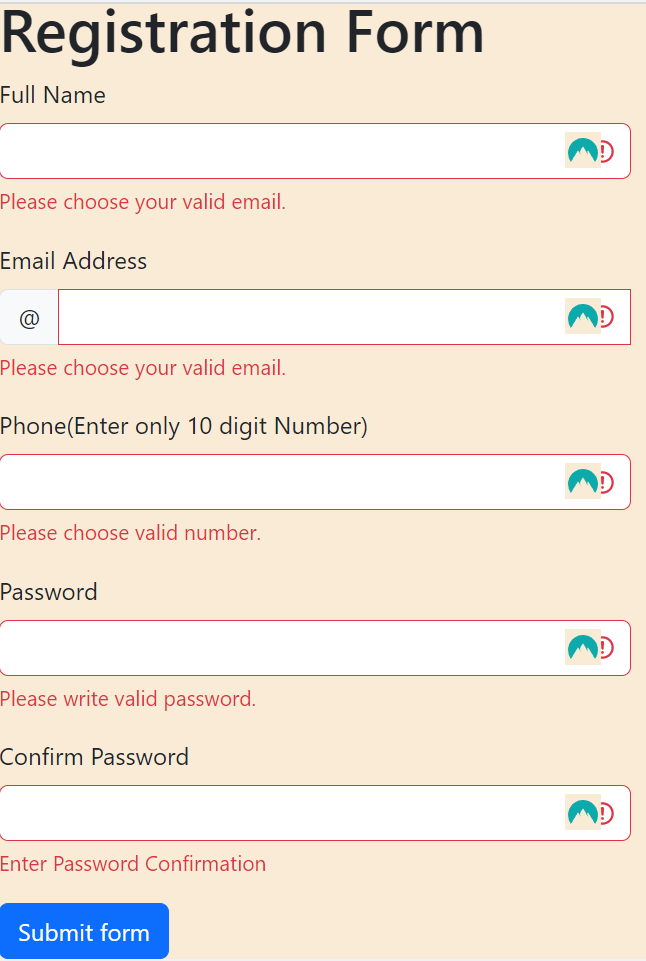 Registration Form
Full Name
Please choose your valid email.
Email Address
@
Please choose your valid email.
Phone(Enter only 10 digit Number)
Please choose valid number.
Password
Please write valid password.
Confirm Password
Enter Password Confirmation
Submit form